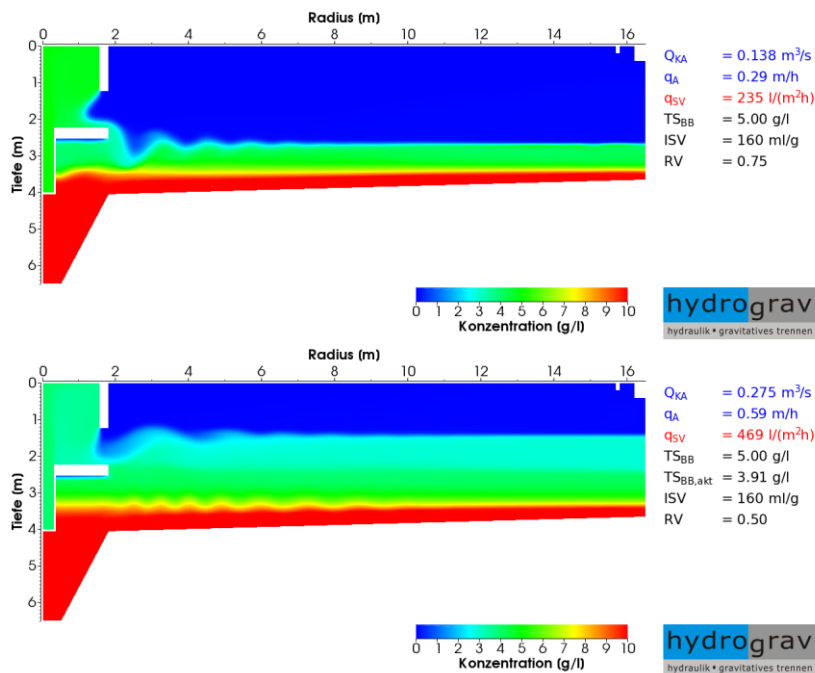 Radius (m)
0 2 4 6 8 10 12 14 16
Tiefe (m)
0
1
2
3
4
5
6
Q_KA = 0.138 m³/s
q_A = 0.29 m/h
q_SV = 235 l/(m²h)
TS_BB = 5.00 g/l
ISV = 160 ml/g
RV = 0.75
0 1 2 3 4 5 6 7 8 9 10
Konzentration (g/l)
hydrograv
hydraulik • gravitatives trennen
Radius (m)
0 2 4 6 8 10 12 14 16
Tiefe (m)
0
1
2
3
4
5
6
Q_KA = 0.275 m³/s
q_A = 0.59 m/h
q_SV = 469 l/(m²h)
TS_BB = 5.00 g/l
TS_BB,akt = 3.91 g/l
ISV = 160 ml/g
RV = 0.50
0 1 2 3 4 5 6 7 8 9 10
Konzentration (g/l)
hydrograv
hydraulik • gravitatives trennen